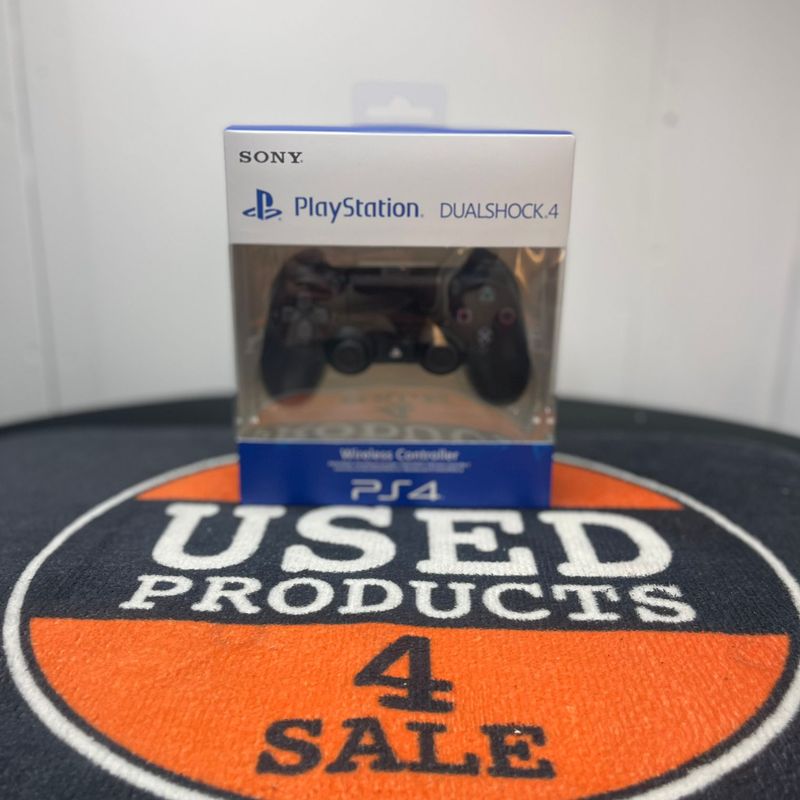 SONY
PlayStation. DUALSHOCK.4
Wireless Controller
PS4
USED
PRODUCTS
4
SALE